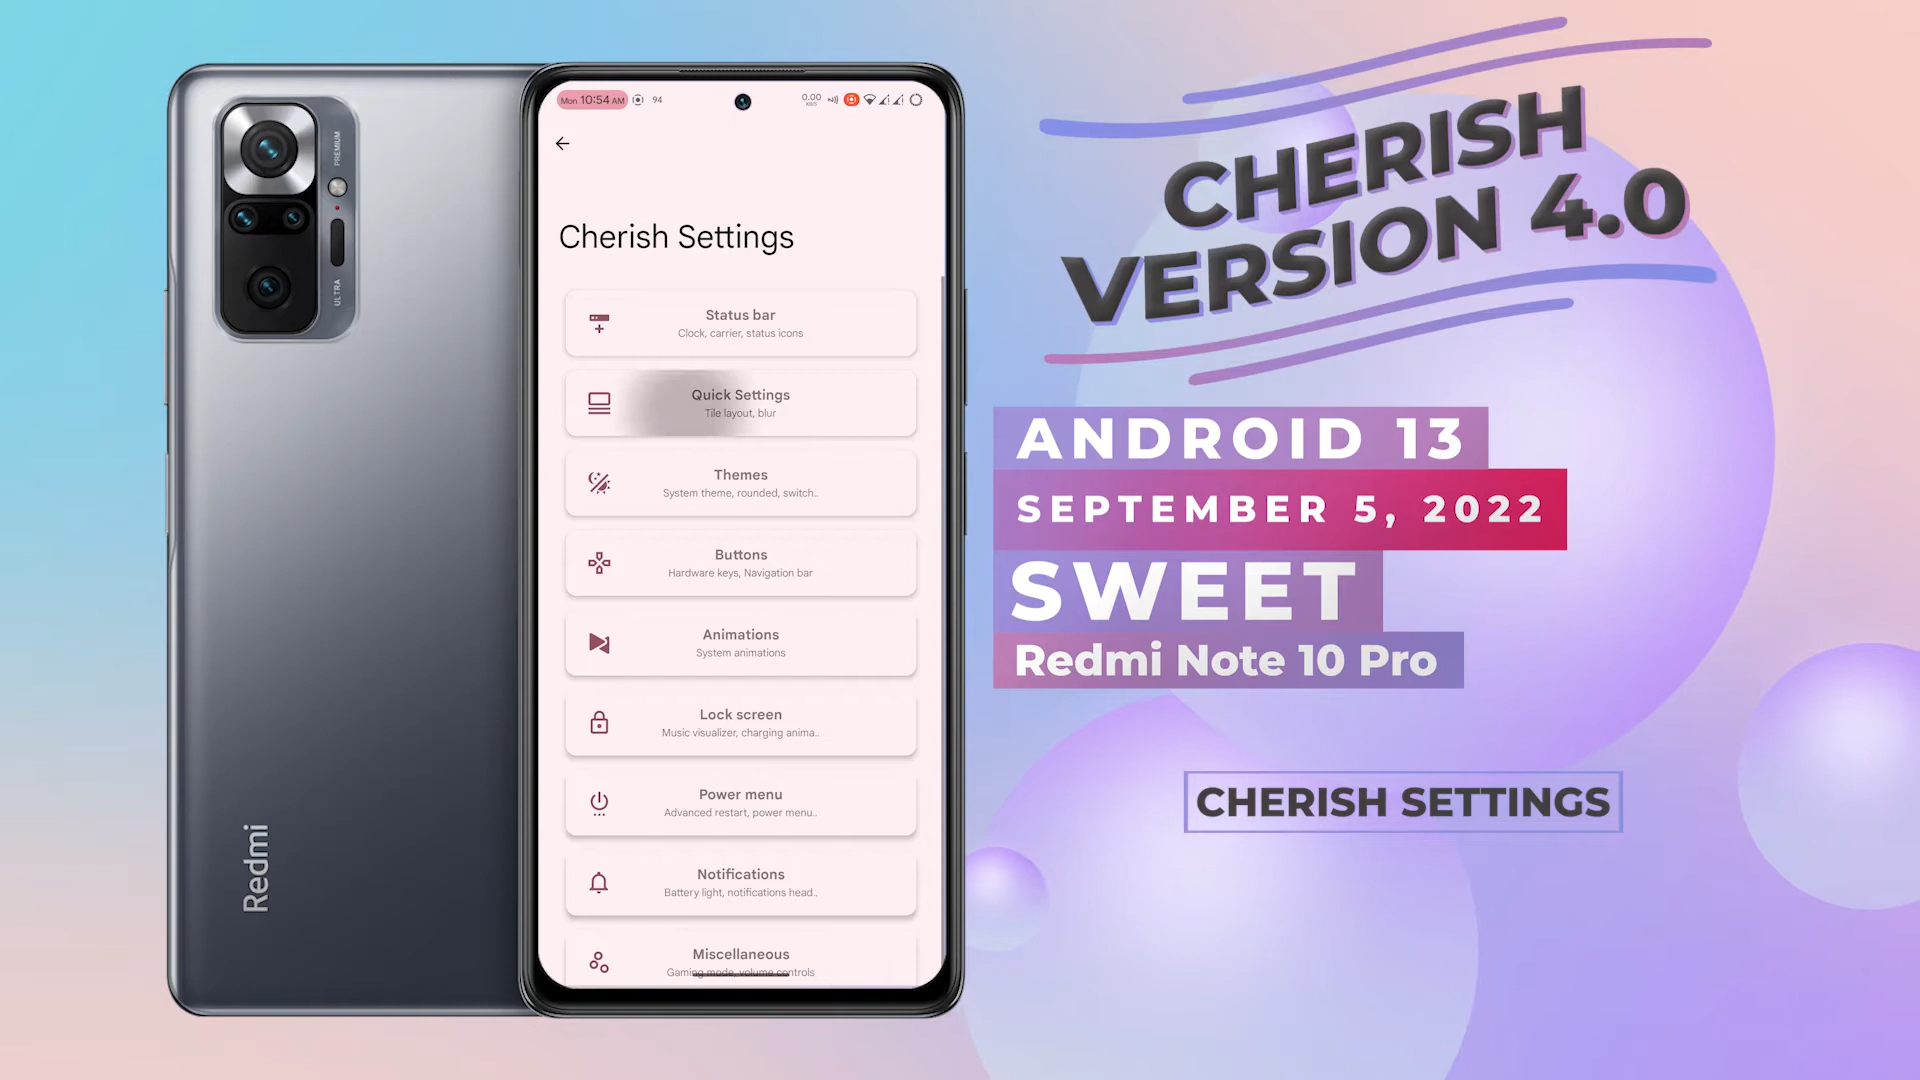 PREMIUM
ULTRA
Redmi
Mon 10:54 AM
94
0.00
KB/S
Cherish Settings
Status bar
Clock, carrier, status icons
Quick Settings
Tile layout, blur
Themes
System theme, rounded, switch..
Buttons
Hardware keys, Navigation bar
Animations
System animations
Lock screen
Music visualizer, charging anima..
Power menu
Advanced restart, power menu..
Notifications
Battery light, notifications head..
Miscellaneous
Gaming mode, volume controls
CHERISH
VERSION 4.0
ANDROID 13
SEPTEMBER 5, 2022
SWEET
Redmi Note 10 Pro
CHERISH SETTINGS